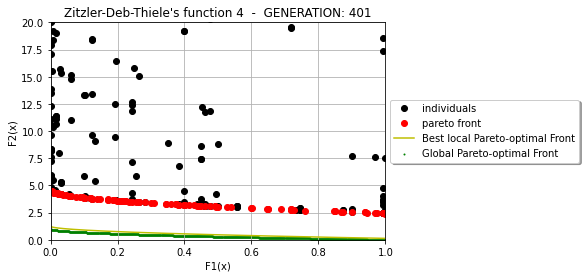 Zitzler-Deb-Thiele's function 4 - GENERATION: 401
20.0
17.5
15.0
12.5
10.0
7.5
5.0
2.5
0.0
F2(x)
0.0 0.2 0.4 0.6 0.8 1.0
F1(x)
individuals
pareto front
Best local Pareto-optimal Front
Global Pareto-optimal Front